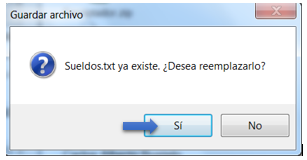 Guardar archivo
Sueldos.txt ya existe. ¿Desea reemplazarlo?
Sí
No